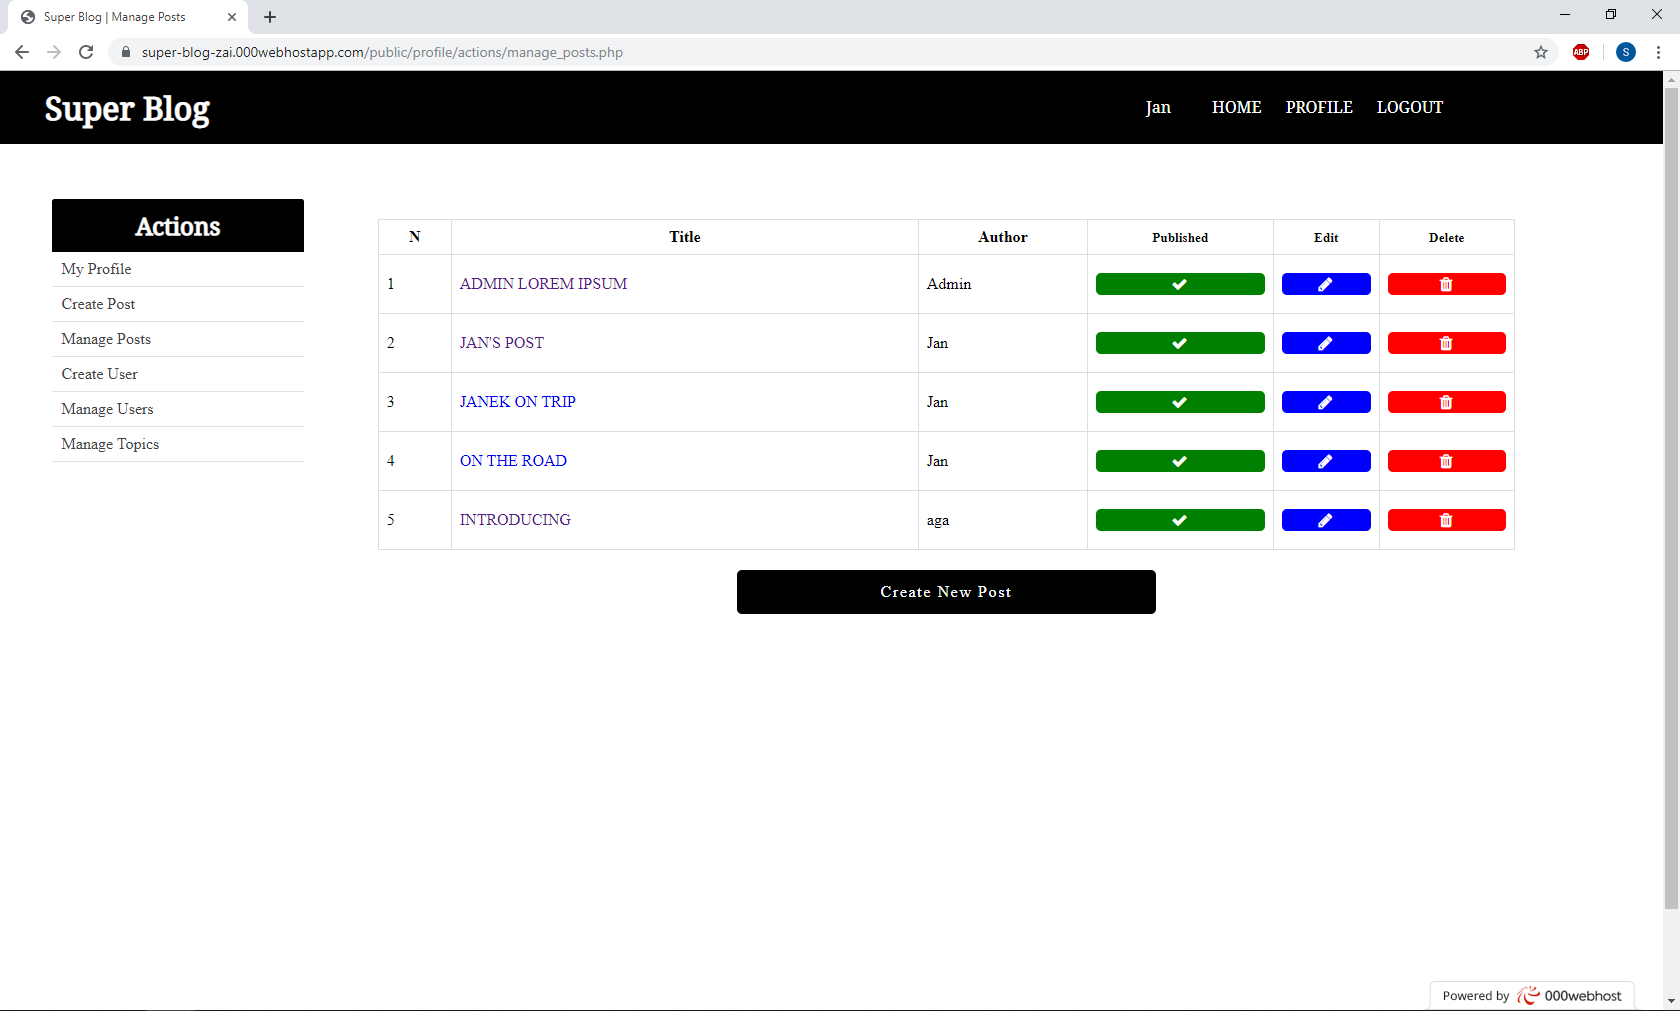 Super Blog | Manage Posts
super-blog-zai.000webhostapp.com/public/profile/actions/manage_posts.php
ABP
S
Super Blog
Jan HOME PROFILE LOGOUT
Actions
My Profile
Create Post
Manage Posts
Create User
Manage Users
Manage Topics
N Title Author Published Edit Delete
1 ADMIN LOREM IPSUM Admin
2 JAN'S POST Jan
3 JANEK ON TRIP Jan
4 ON THE ROAD Jan
5 INTRODUCING aga
Create New Post
Powered by 000webhost